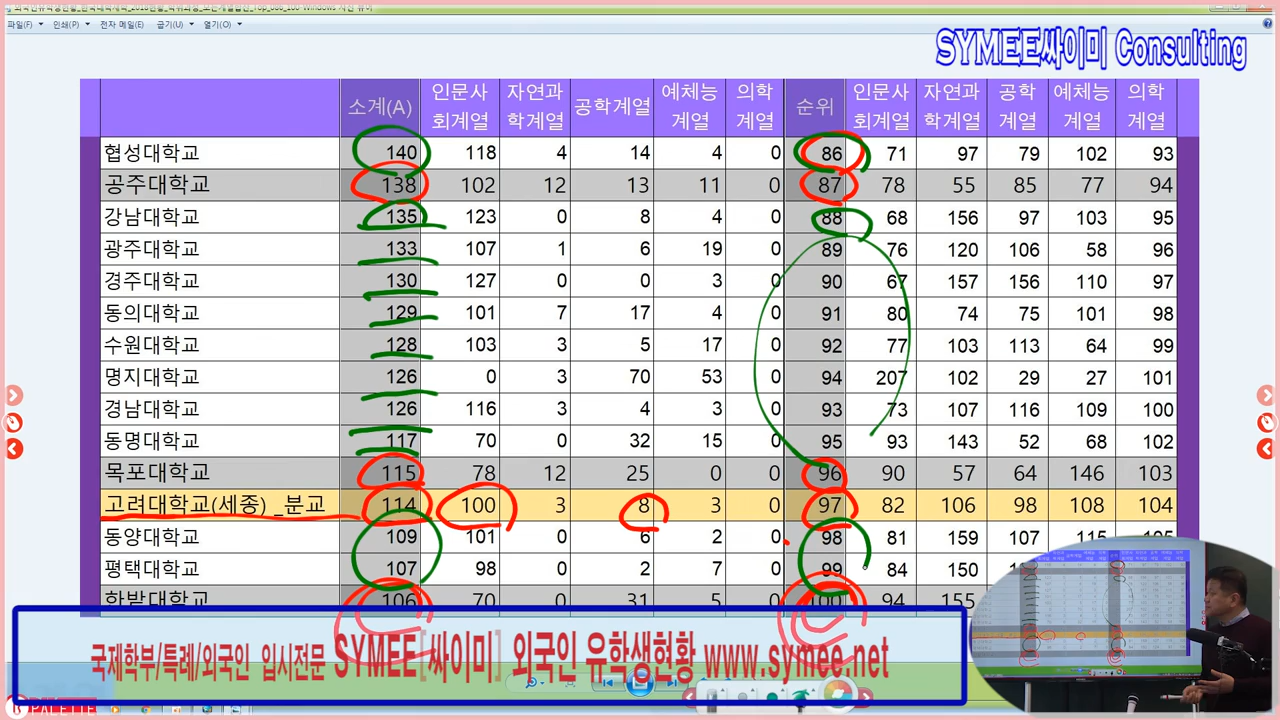 파일(F) 인쇄(P) 전자 메일(E) 굽기(U) 열기(O)
SYMEE싸이미 Consulting
소계(A) 인문사회계열 자연과학계열 공학계열 예체능계열 의학계열 순위 인문사회계열 자연과학계열 공학계열 예체능계열 의학계열
협성대학교 140 118 4 14 4 0 86 71 97 79 102 93
공주대학교 138 102 12 13 11 0 87 78 55 85 77 94
강남대학교 135 123 0 8 4 0 88 68 156 97 103 95
광주대학교 133 107 1 6 19 0 89 76 120 106 58 96
경주대학교 130 127 0 0 3 0 90 67 157 156 110 97
동의대학교 129 101 7 17 4 0 91 80 74 75 101 98
수원대학교 128 103 3 5 17 0 92 77 103 113 64 99
명지대학교 126 0 3 70 53 0 94 207 102 29 27 101
경남대학교 126 116 3 4 3 0 93 73 107 116 109 100
동명대학교 117 70 0 32 15 0 95 93 143 52 68 102
목포대학교 115 78 12 25 0 0 96 90 57 64 146 103
고려대학교(세종) _분교 114 100 3 8 3 0 97 82 106 98 108 104
동양대학교 109 101 0 6 2 0 98 81 159 107 115
평택대학교 107 98 0 2 7 0 99 84 150
한밭대학교 106 70 0 31 5 0 100 94 155
국제학부/특례/외국인 입시전문 SYMEE[싸이미] 외국인 유학생현황 www.symee.net
PALETTE